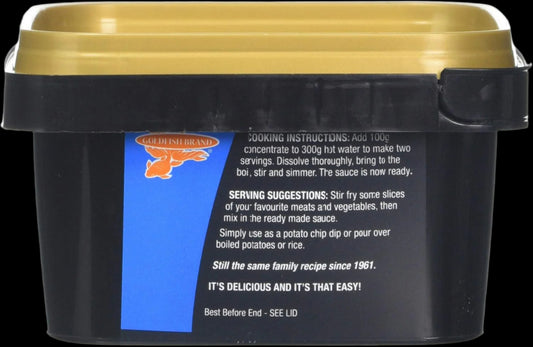 GOLDFISH BRAND
COOKING INSTRUCTIONS: Add 100g
concentrate to 300g hot water to make two
servings. Dissolve thoroughly, bring to the
boi, stir and simmer. The sauce is now ready.
SERVING SUGGESTIONS: Stir fry some slices
of your favourite meats and vegetables, then
mix in the ready made sauce.
Simply use as a potato chip dip or pour over
boiled potatoes or rice.
Still the same family recipe since 1961.
IT'S DELICIOUS AND IT'S THAT EASY!
Best Before End - SEE LID